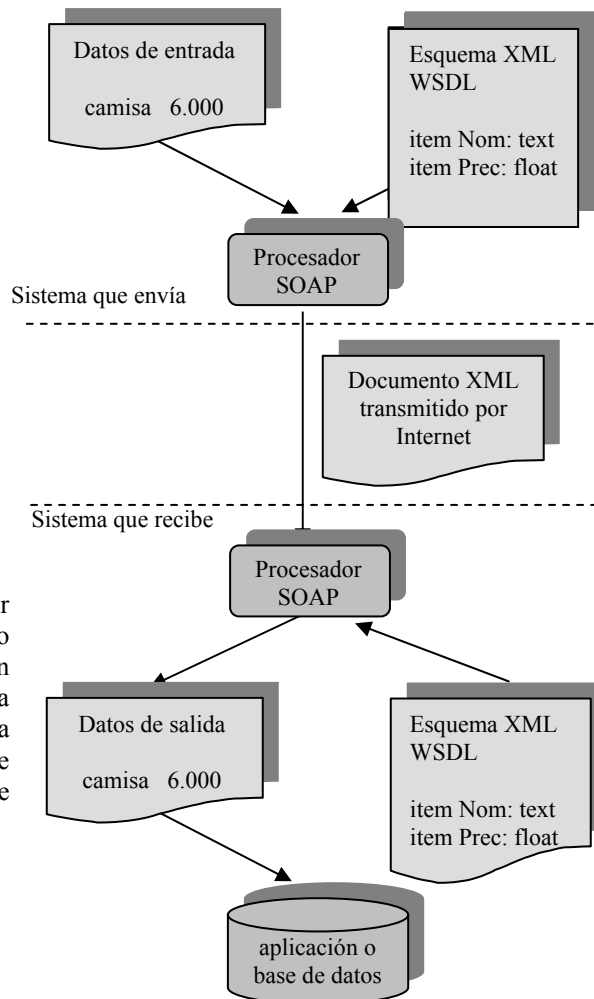 Datos de entrada
camisa 6.000
Esquema XML
WSDL
item Nom: text
item Prec: float
Procesador
SOAP
Sistema que envía
Documento XML
transmitido por
Internet
Sistema que recibe
Procesador
SOAP
r
o
n
a
a
e
e
Datos de salida
camisa 6.000
Esquema XML
WSDL
item Nom: text
item Prec: float
aplicación o
base de datos